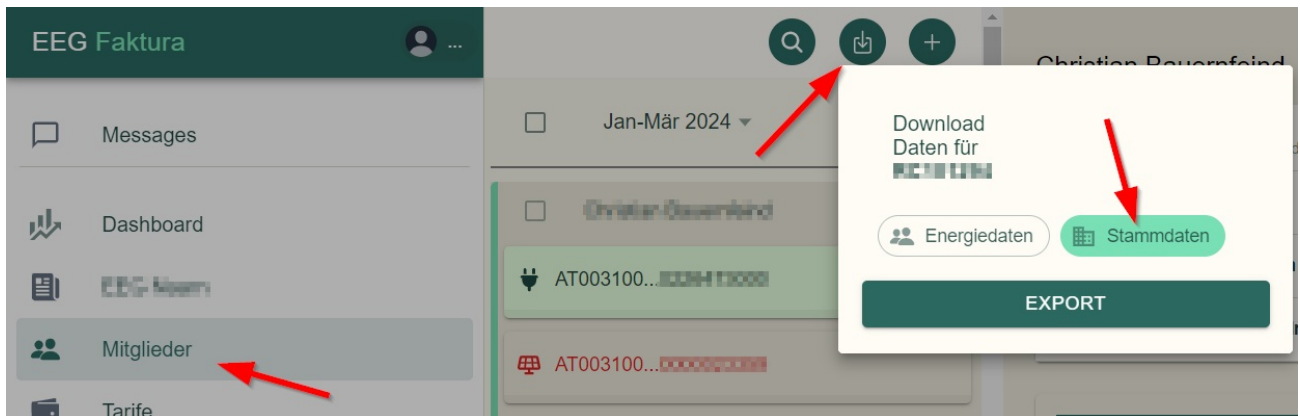 EEG Faktura
...
Messages
Dashboard
Mitglieder
Tarife
Jan-Mär 2024
AT003100...
AT003100...
Download
Daten für
Energiedaten
Stammdaten
EXPORT